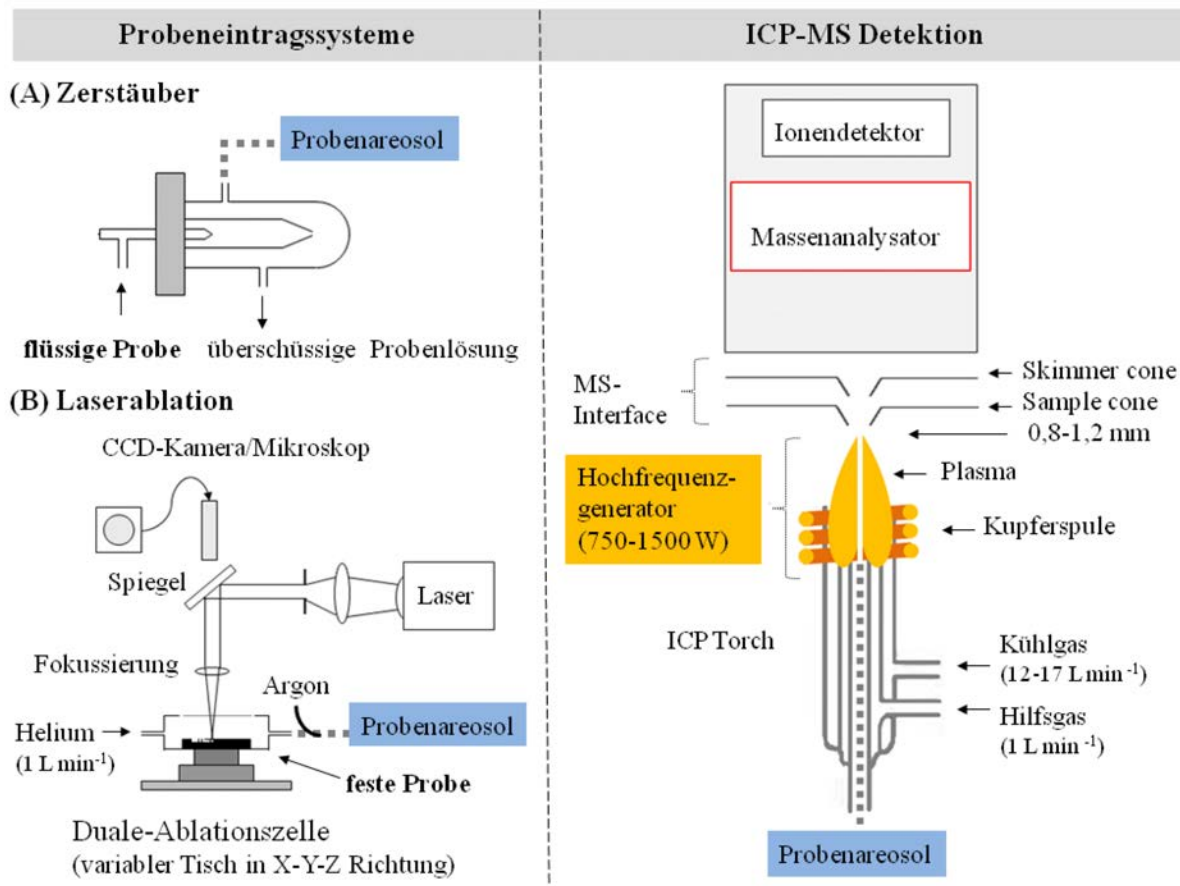 Probeneintragssysteme
(A) Zerstäuber
Probenareosol
flüssige Probe
überschüssige Probenlösung
(B) Laserablation
CCD-Kamera/Mikroskop
Spiegel
Laser
Fokussierung
Argon
Helium
(1 L min⁻¹)
Probenareosol
feste Probe
Duale-Ablationszelle
(variabler Tisch in X-Y-Z Richtung)
ICP-MS Detektion
Ionendetektor
Massenanalysator
MS-
Interface
Skimmer cone
Sample cone
0,8-1,2 mm
Hochfrequenz-
generator
(750-1500 W)
Plasma
Kupferspule
ICP Torch
Kühlgas
(12-17 L min⁻¹)
Hilfsgas
(1 L min⁻¹)
Probenareosol